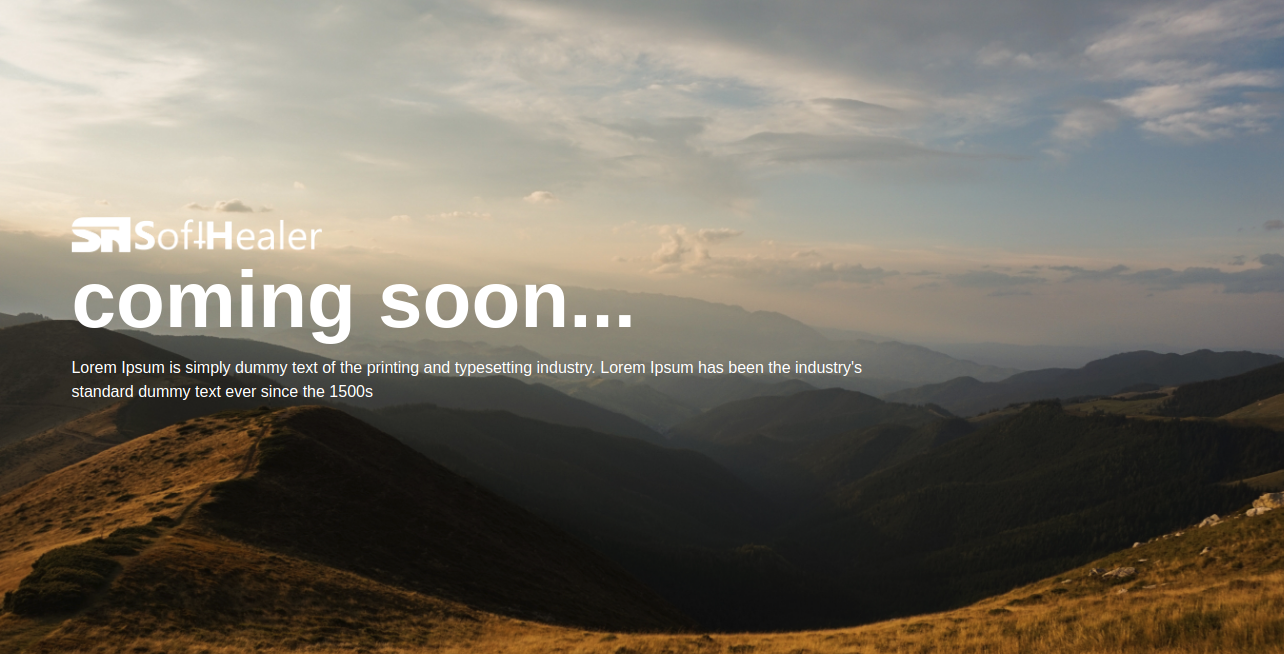 SoftHealer
coming soon...
Lorem Ipsum is simply dummy text of the printing and typesetting industry. Lorem Ipsum has been the industry's
standard dummy text ever since the 1500s